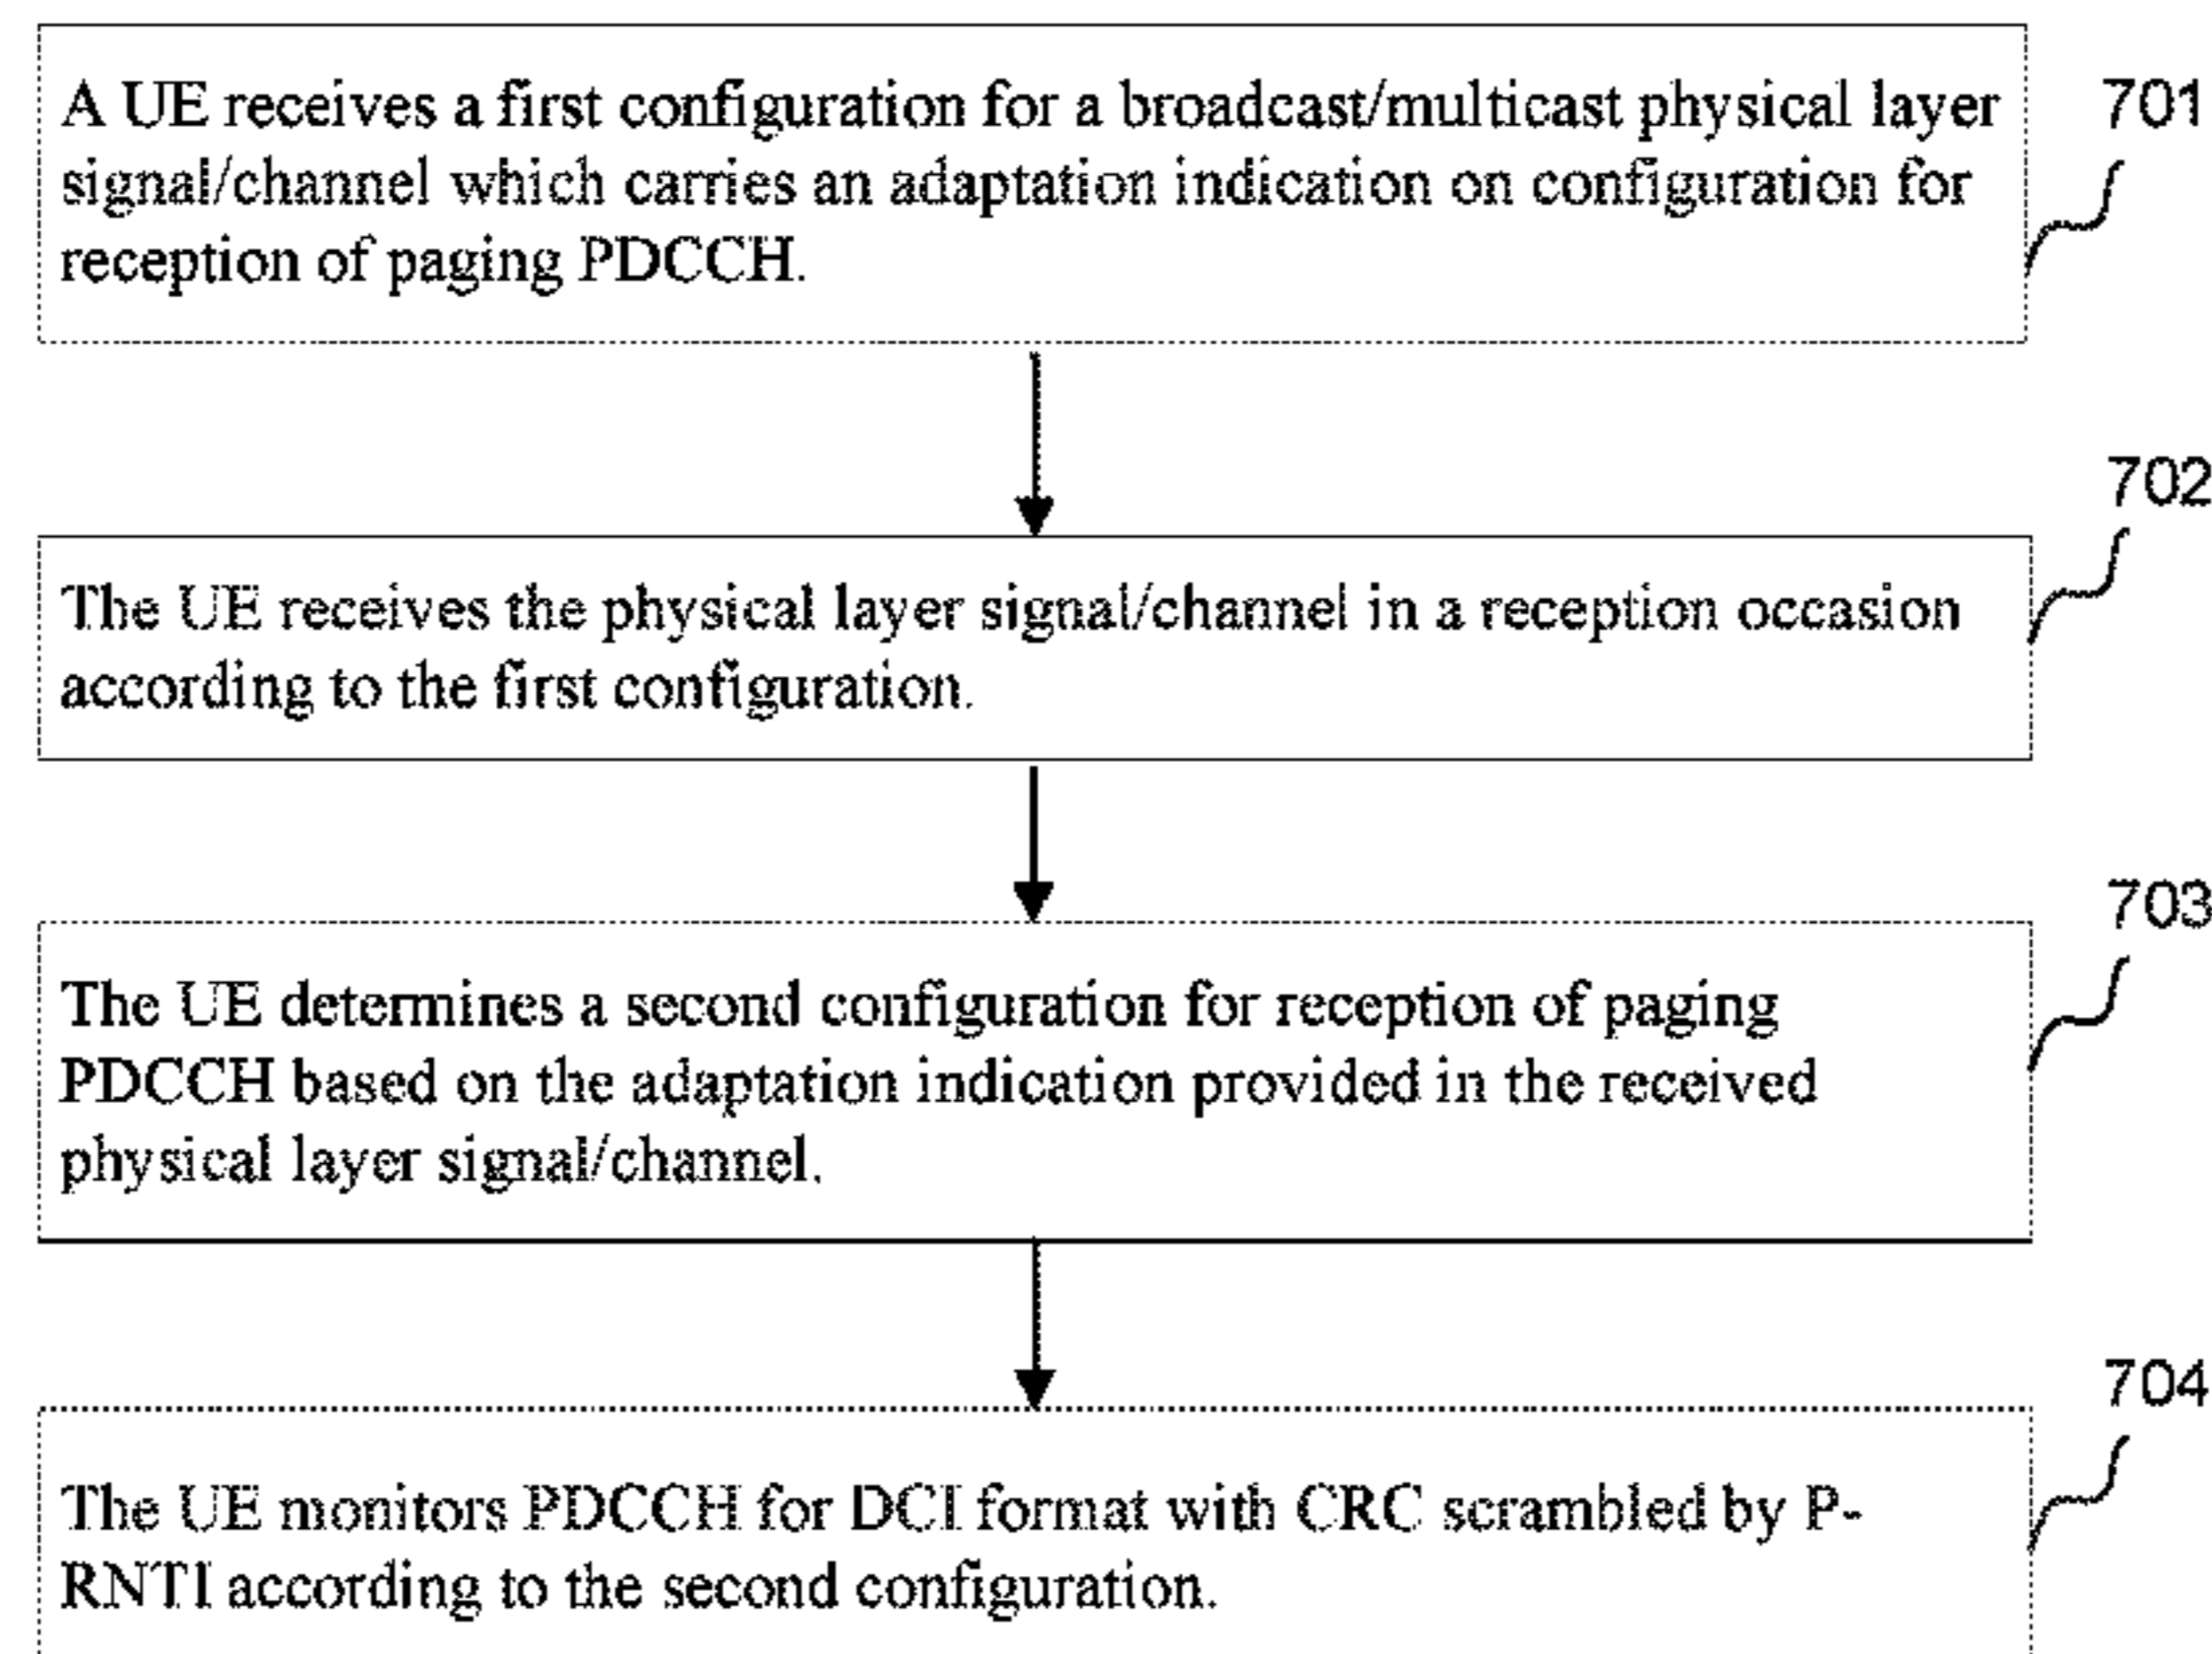 A UE receives a first configuration for a broadcast/multicast physical layer
701
signal/channel which carries an adaptation indication on configuration for
reception of paging PDCCH.
702
The UE receives the physical layer signal/channel in a reception occasion
according to the first configuration.
703
The UE determines a second configuration for reception of paging
PDCCH based on the adaptation indication provided in the received
physical layer signal/channel.
704
The UE monitors PDCCH for DCI format with CRC scrambled by P-
RNTI according to the second configuration.